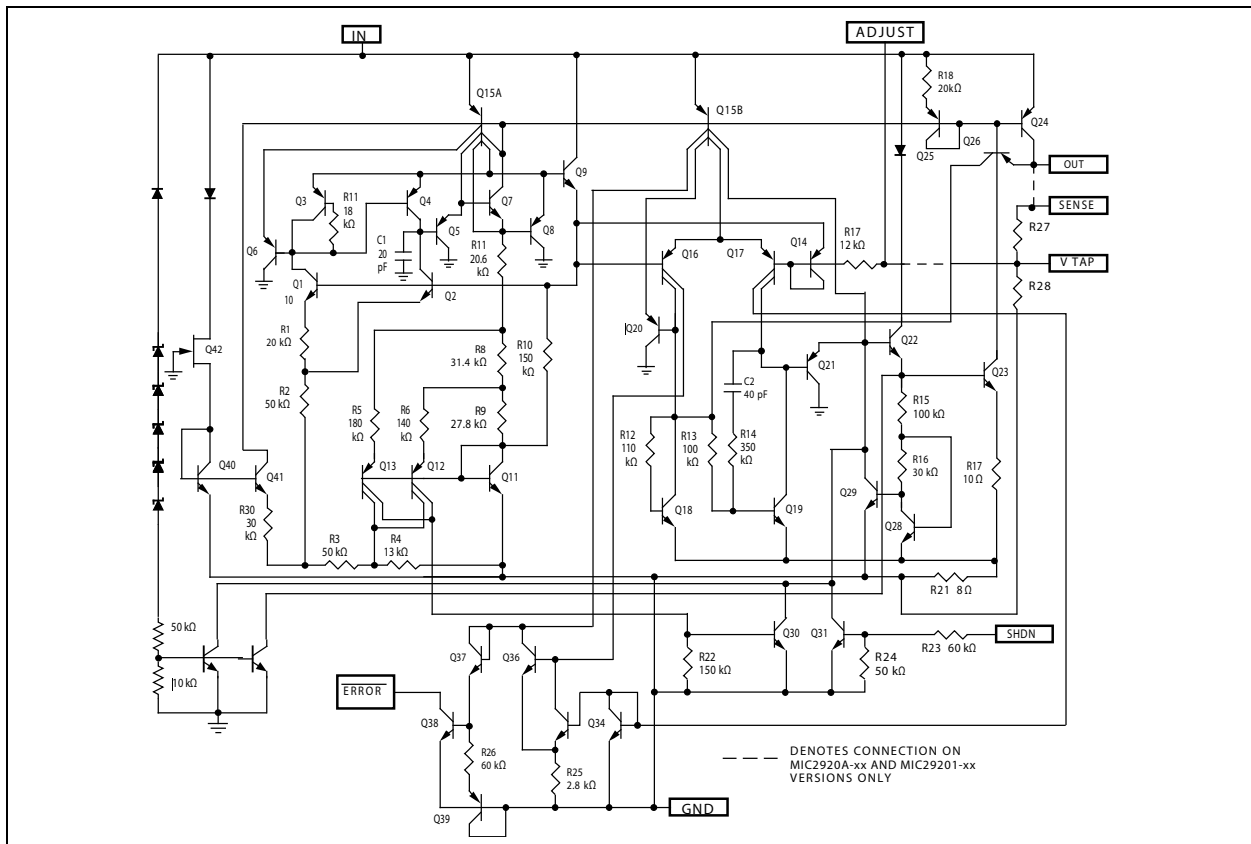 IN
ADJUST
R18
20kΩ
Q15A
Q15B
Q24
Q25
Q26
OUT
Q9
SENSE
Q3
R11
18
kΩ
Q4
Q7
Q5
Q8
C1
20
pF
Q6
R11
20.6
kΩ
Q16
Q17
Q14
R17
12 kΩ
R27
V TAP
R28
Q1
10
Q2
Q42
R1
20 kΩ
R8
31.4 kΩ
R10
150
kΩ
Q20
Q22
Q21
Q23
C2
40 pF
R2
50 kΩ
R5
180
kΩ
R6
140
kΩ
R9
27.8 kΩ
R15
100 kΩ
R12
110
kΩ
R13
100
kΩ
R14
350
kΩ
R16
30 kΩ
R17
10 Ω
Q40
Q41
Q13
Q12
Q11
Q29
Q18
Q19
Q28
R30
30
kΩ
R3
50 kΩ
R4
13 kΩ
R21 8 Ω
50 kΩ
10 kΩ
Q37
Q36
Q30
Q31
SHDN
R23 60 kΩ
R22
150 kΩ
R24
50 kΩ
ERROR
Q38
Q34
R26
60 kΩ
R25
2.8 kΩ
DENOTES CONNECTION ON
MIC2920A-xx AND MIC29201-xx
VERSIONS ONLY
GND
Q39